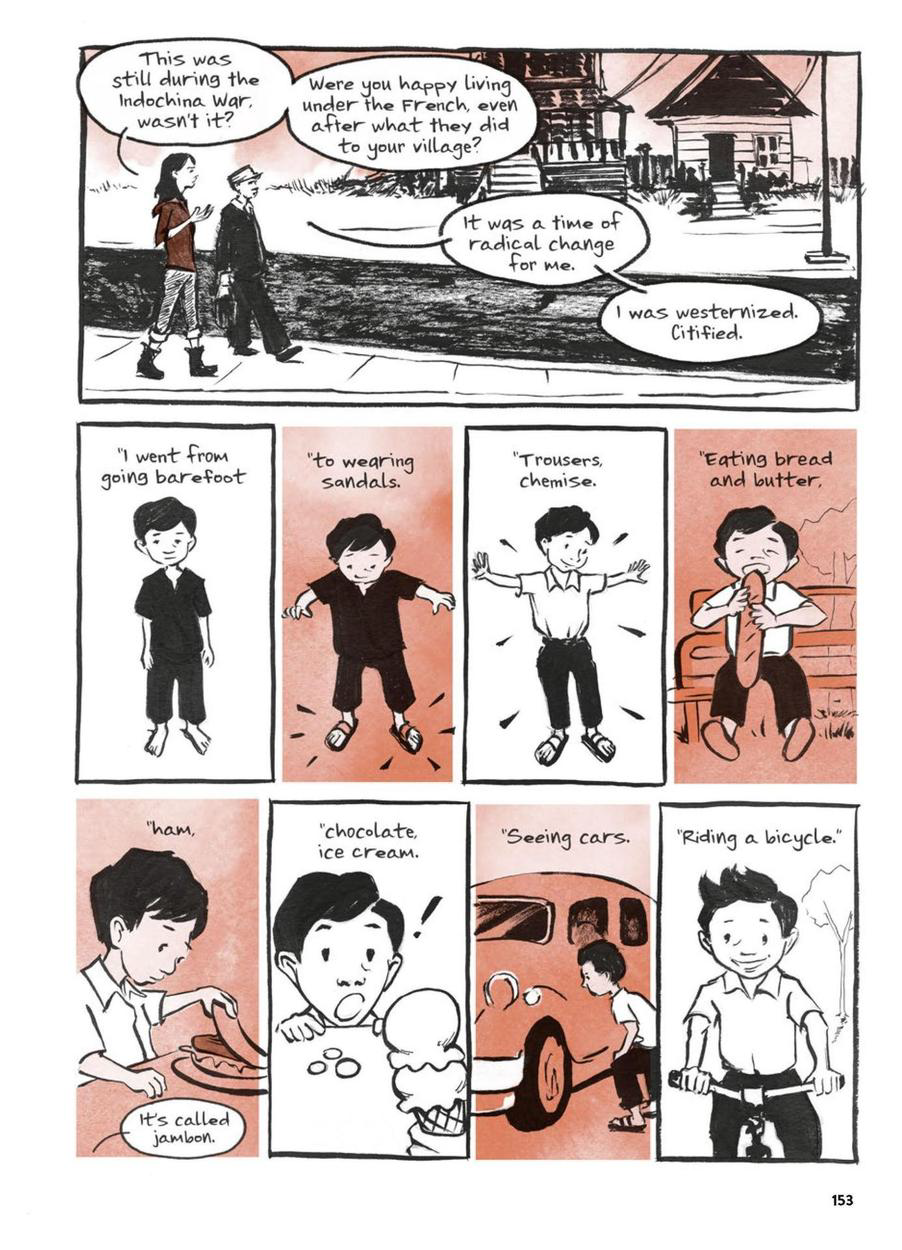 This was
still during the
Indochina War,
wasn't it?
Were you happy living
under the French, even
after what they did
to your village?
It was a time of
radical change
for me.
I was westernized.
Citified.
"I went from
going barefoot
"to wearing
sandals.
"Trousers,
chemise.
"Eating bread
and butter,
"ham,
It's called
jambon.
"chocolate,
ice cream.
"Seeing cars.
"Riding a bicycle."
153